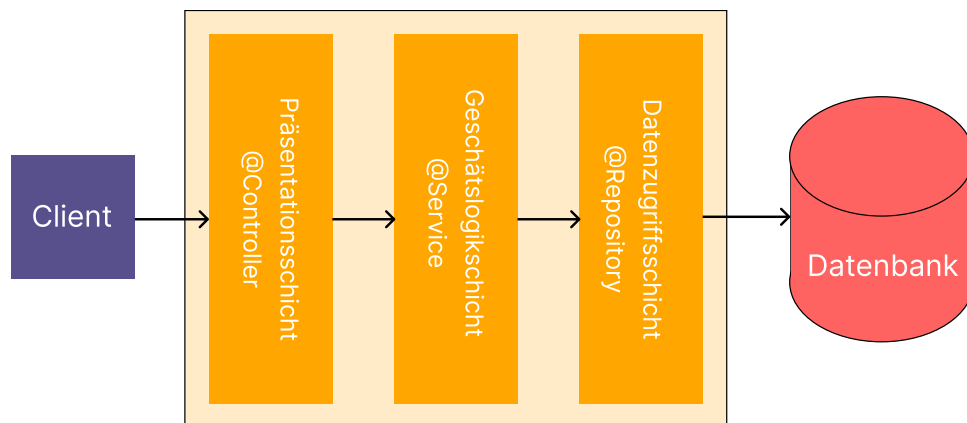 Client
Präsentationsschicht
@Controller
Geschätslogikschicht
@Service
Datenzugriffsschicht
@Repository
Datenbank